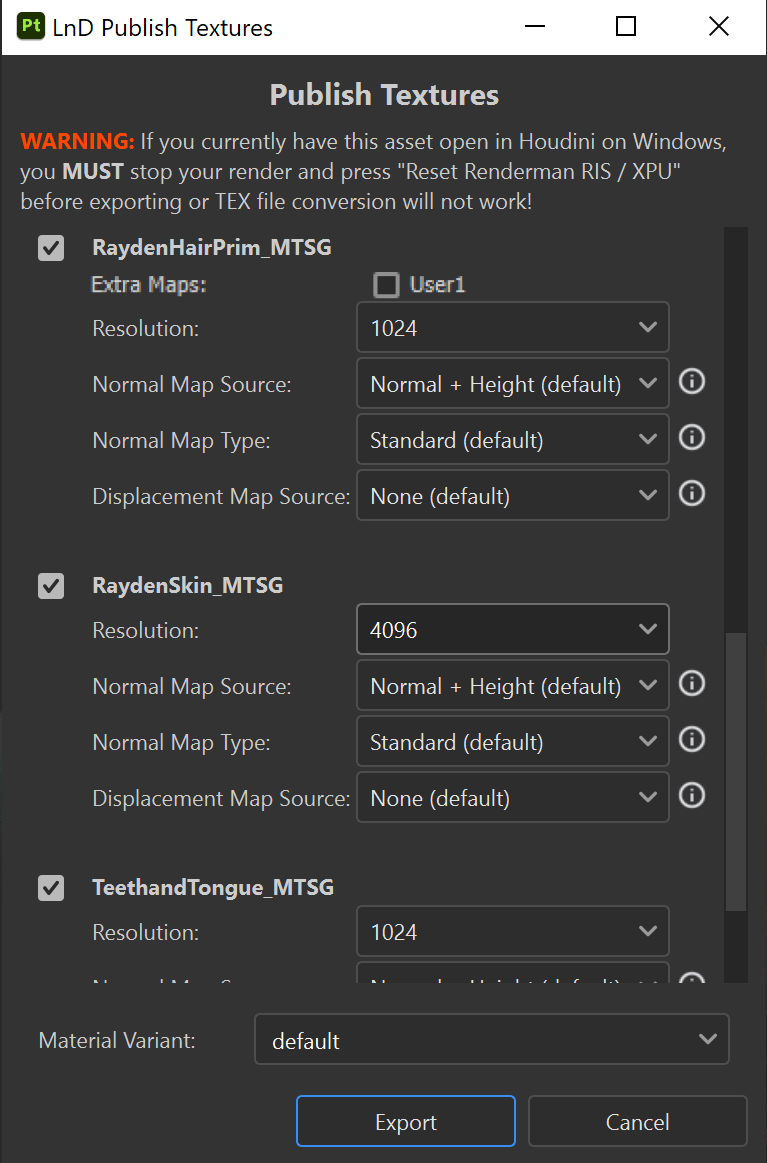 Pt LnD Publish Textures
Publish Textures
WARNING: If you currently have this asset open in Houdini on Windows,
you MUST stop your render and press "Reset Renderman RIS / XPU"
before exporting or TEX file conversion will not work!
RaydenHairPrim_MTSG
Extra Maps: User1
Resolution: 1024
Normal Map Source: Normal + Height (default)
Normal Map Type: Standard (default)
Displacement Map Source: None (default)
RaydenSkin_MTSG
Resolution: 4096
Normal Map Source: Normal + Height (default)
Normal Map Type: Standard (default)
Displacement Map Source: None (default)
TeethandTongue_MTSG
Resolution: 1024
Material Variant: default
Export Cancel